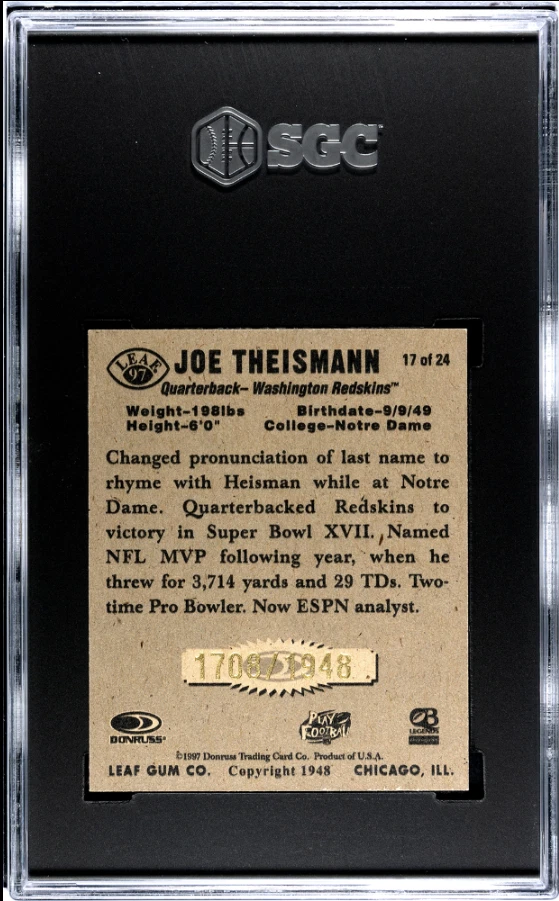 SGC
LEAF
97
JOE THEISMANN
17 of 24
Quarterback– Washington Redskins™
Weight–198lbs Birthdate–9/9/49
Height–6'0" College–Notre Dame
Changed pronunciation of last name to
rhyme with Heisman while at Notre
Dame. Quarterbacked Redskins to
victory in Super Bowl XVII. Named
NFL MVP following year, when he
threw for 3,714 yards and 29 TDs. Two-
time Pro Bowler. Now ESPN analyst.
/1948
DONRUSS®
PLAY
FOOTBALL
LEGENDS
©1997 Donruss Trading Card Co. Product of U.S.A.
LEAF GUM CO. Copyright 1948 CHICAGO, ILL.